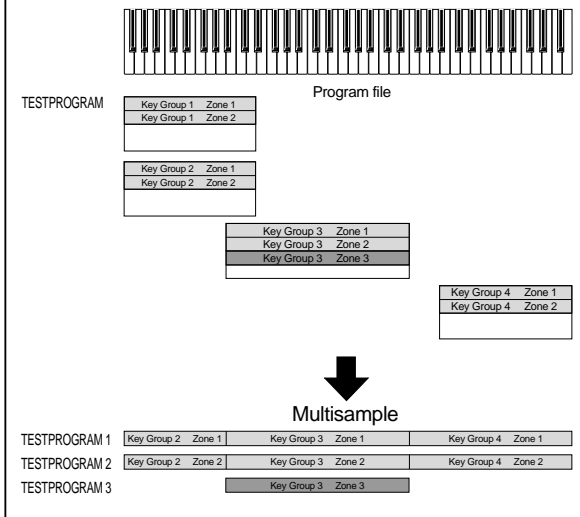 Program file
TESTPROGRAM
Key Group 1 Zone 1
Key Group 1 Zone 2
Key Group 2 Zone 1
Key Group 2 Zone 2
Key Group 3 Zone 1
Key Group 3 Zone 2
Key Group 3 Zone 3
Key Group 4 Zone 1
Key Group 4 Zone 2
Multisample
TESTPROGRAM 1 Key Group 2 Zone 1 Key Group 3 Zone 1 Key Group 4 Zone 1
TESTPROGRAM 2 Key Group 2 Zone 2 Key Group 3 Zone 2 Key Group 4 Zone 2
TESTPROGRAM 3 Key Group 3 Zone 3